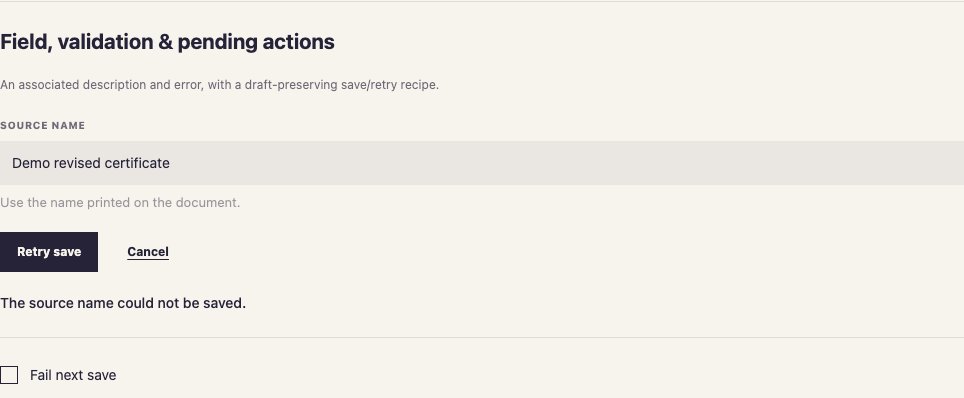 Field, validation & pending actions
An associated description and error, with a draft-preserving save/retry recipe.
SOURCE NAME
Demo revised certificate
Use the name printed on the document.
Retry save Cancel
The source name could not be saved.
Fail next save